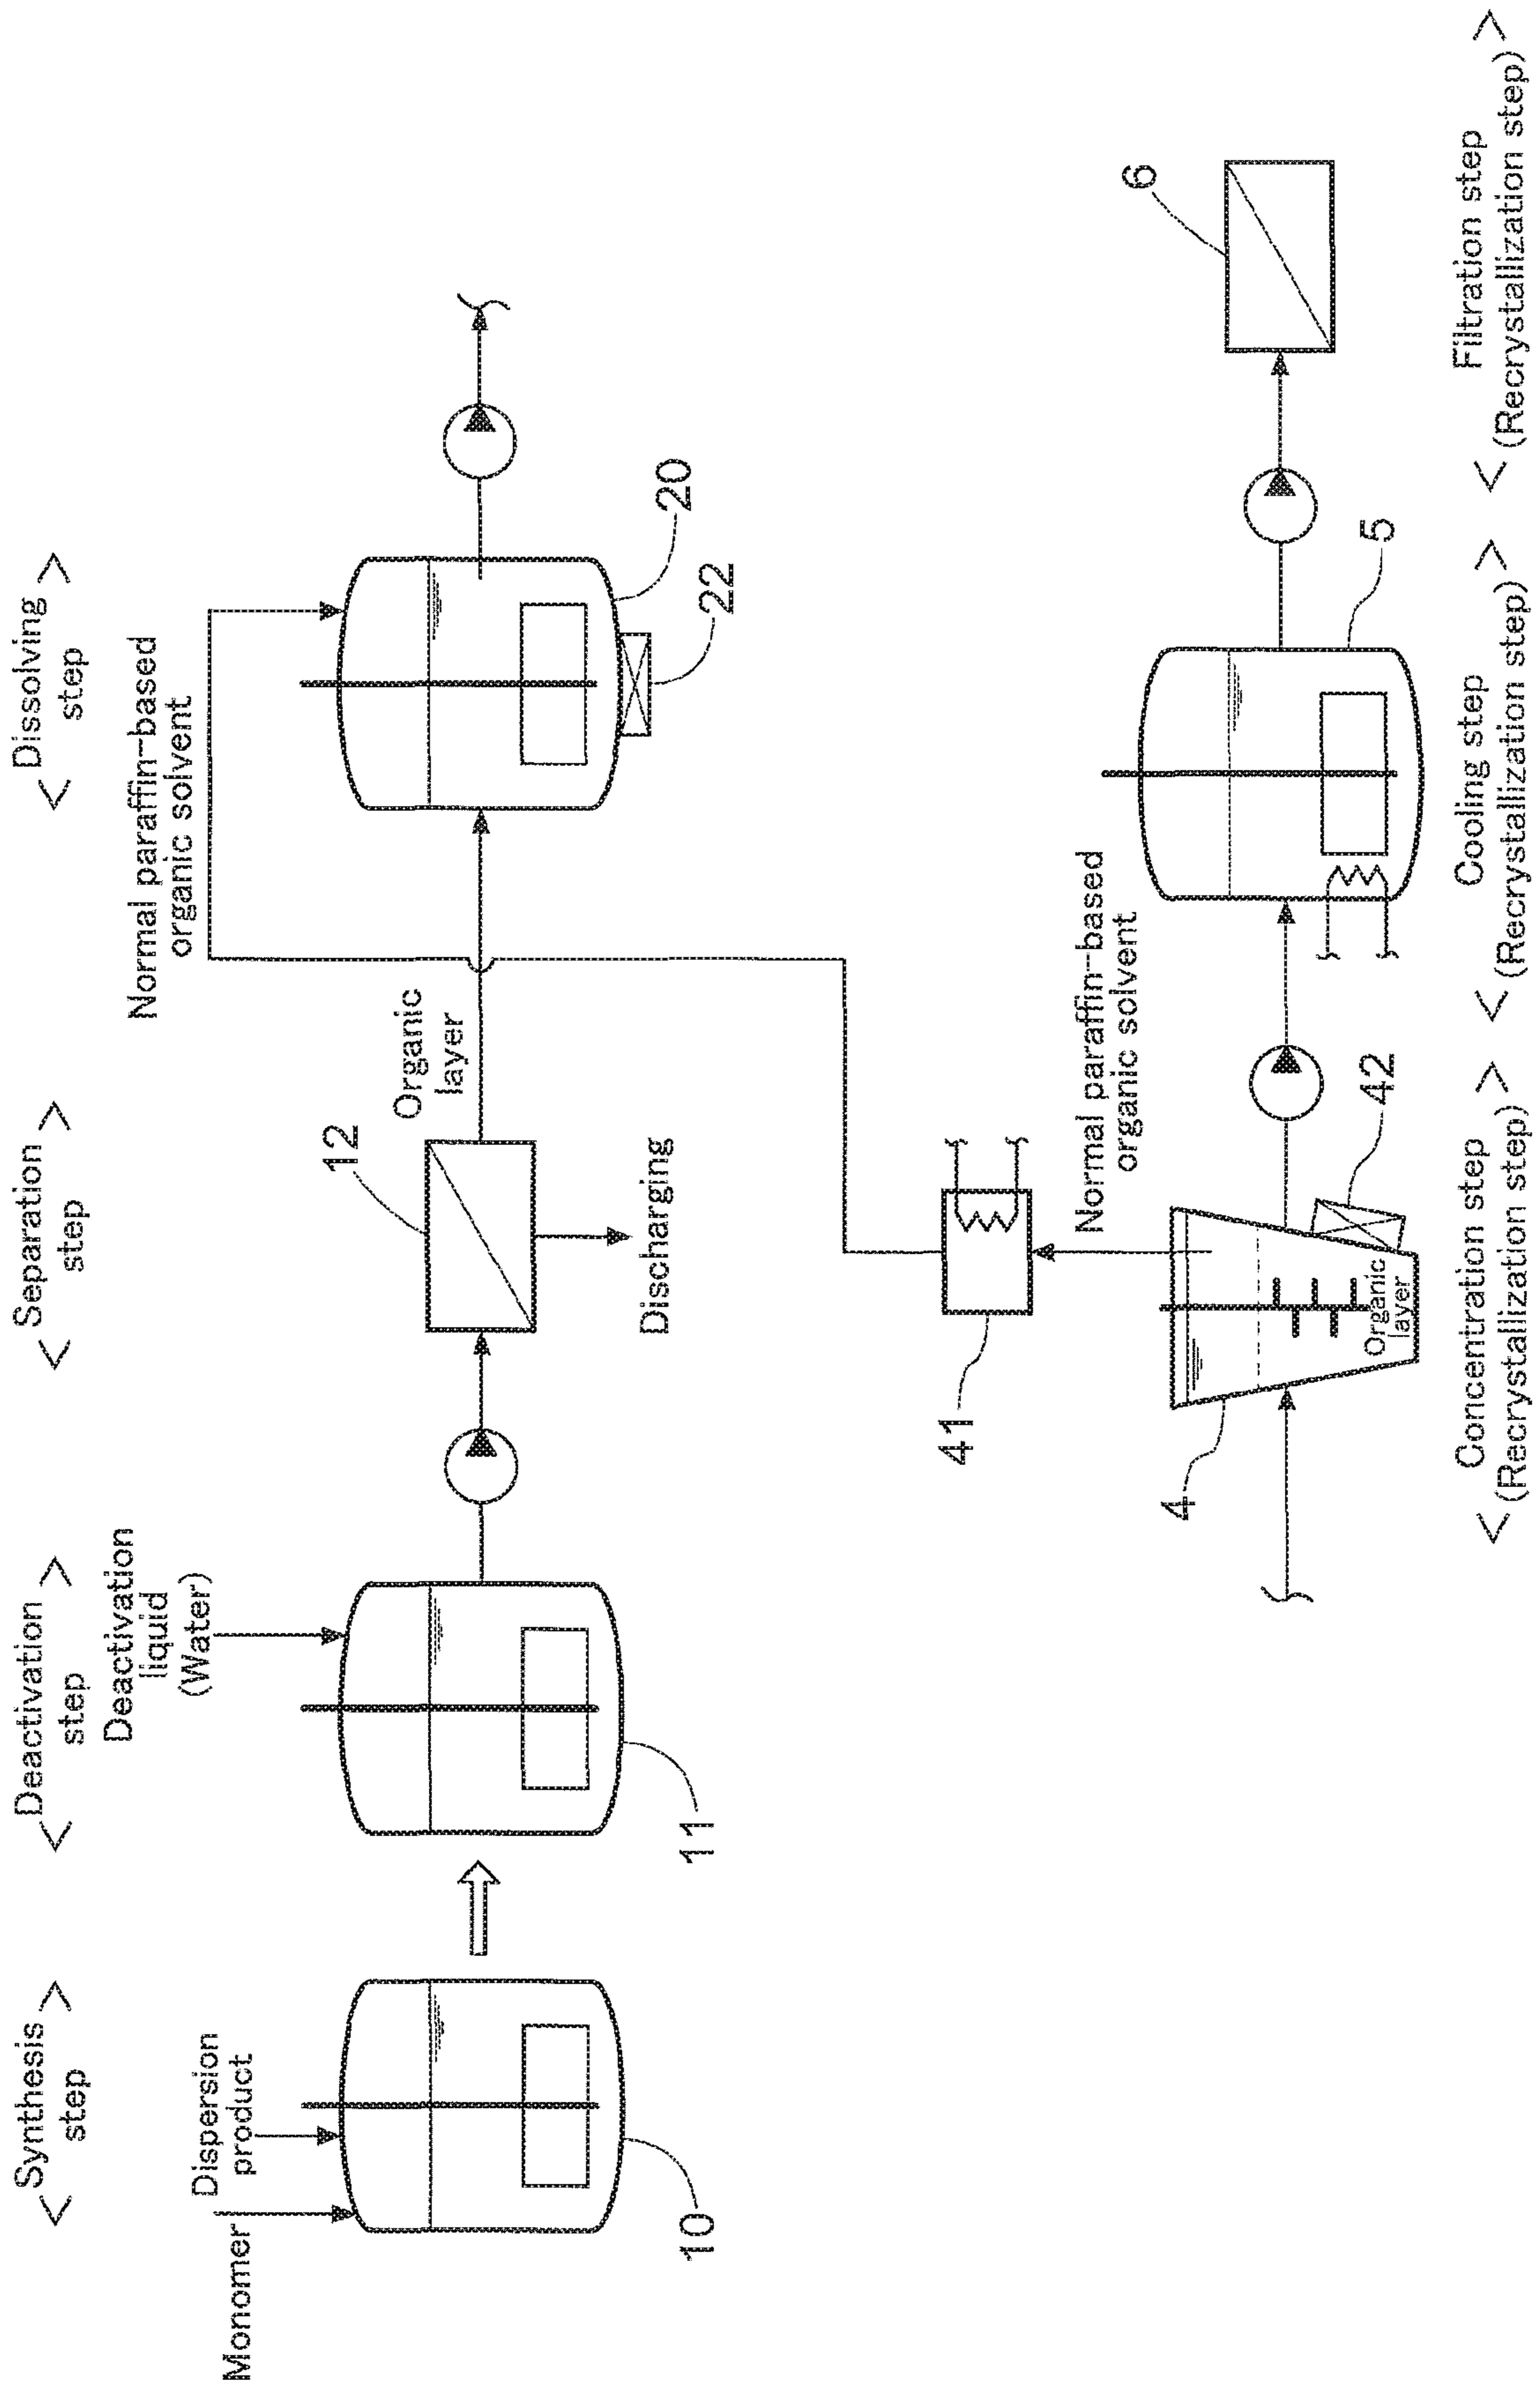 < Synthesis >
step
< Deactivation >
step
< Separation >
step
< Dissolving >
step
Monomer
Dispersion
product
10
Deactivation
liquid
(Water)
11
12
Discharging
Organic
layer
Normal paraffin-based
organic solvent
20
22
41
Normal paraffin-based
organic solvent
4
Organic
layer
42
5
6
< Concentration step >
(Recrystallization step)
< Cooling step >
(Recrystallization step)
< Filtration step >
(Recrystallization step)